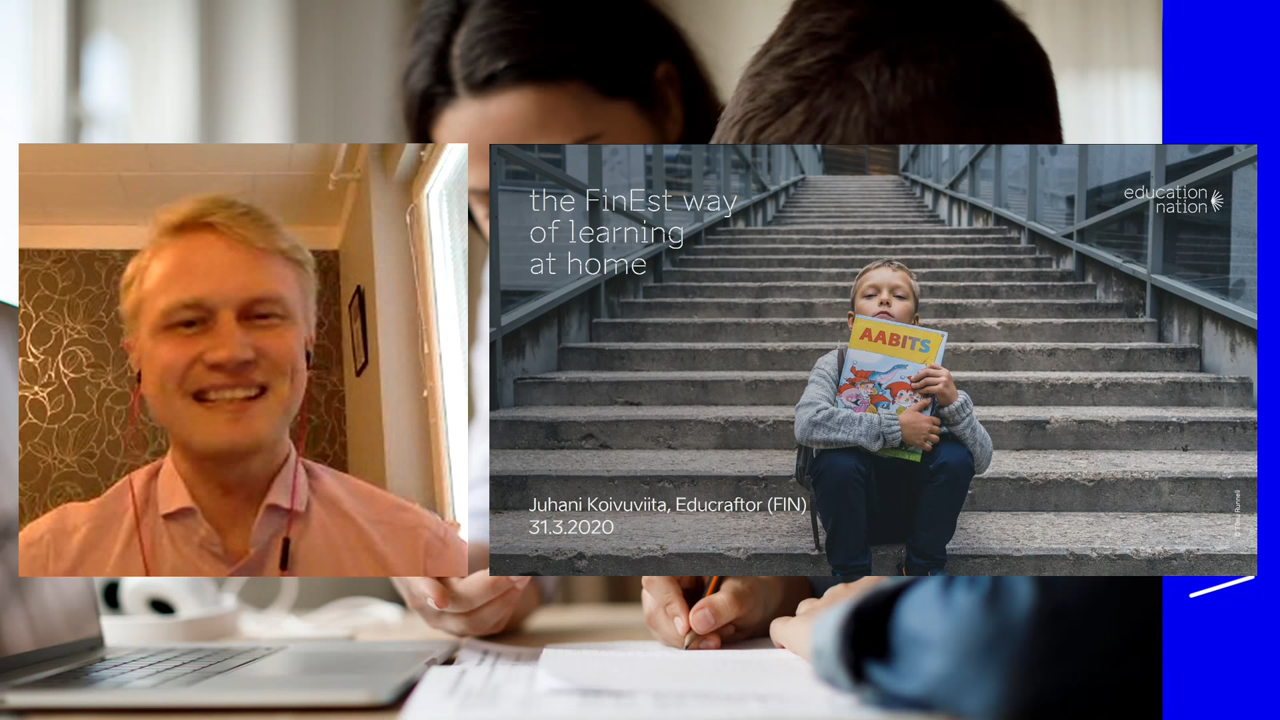 the FinEst way
of learning
at home
education
nation
AABITS
Juhani Koivuviita, Educraftor (FIN)
31.3.2020